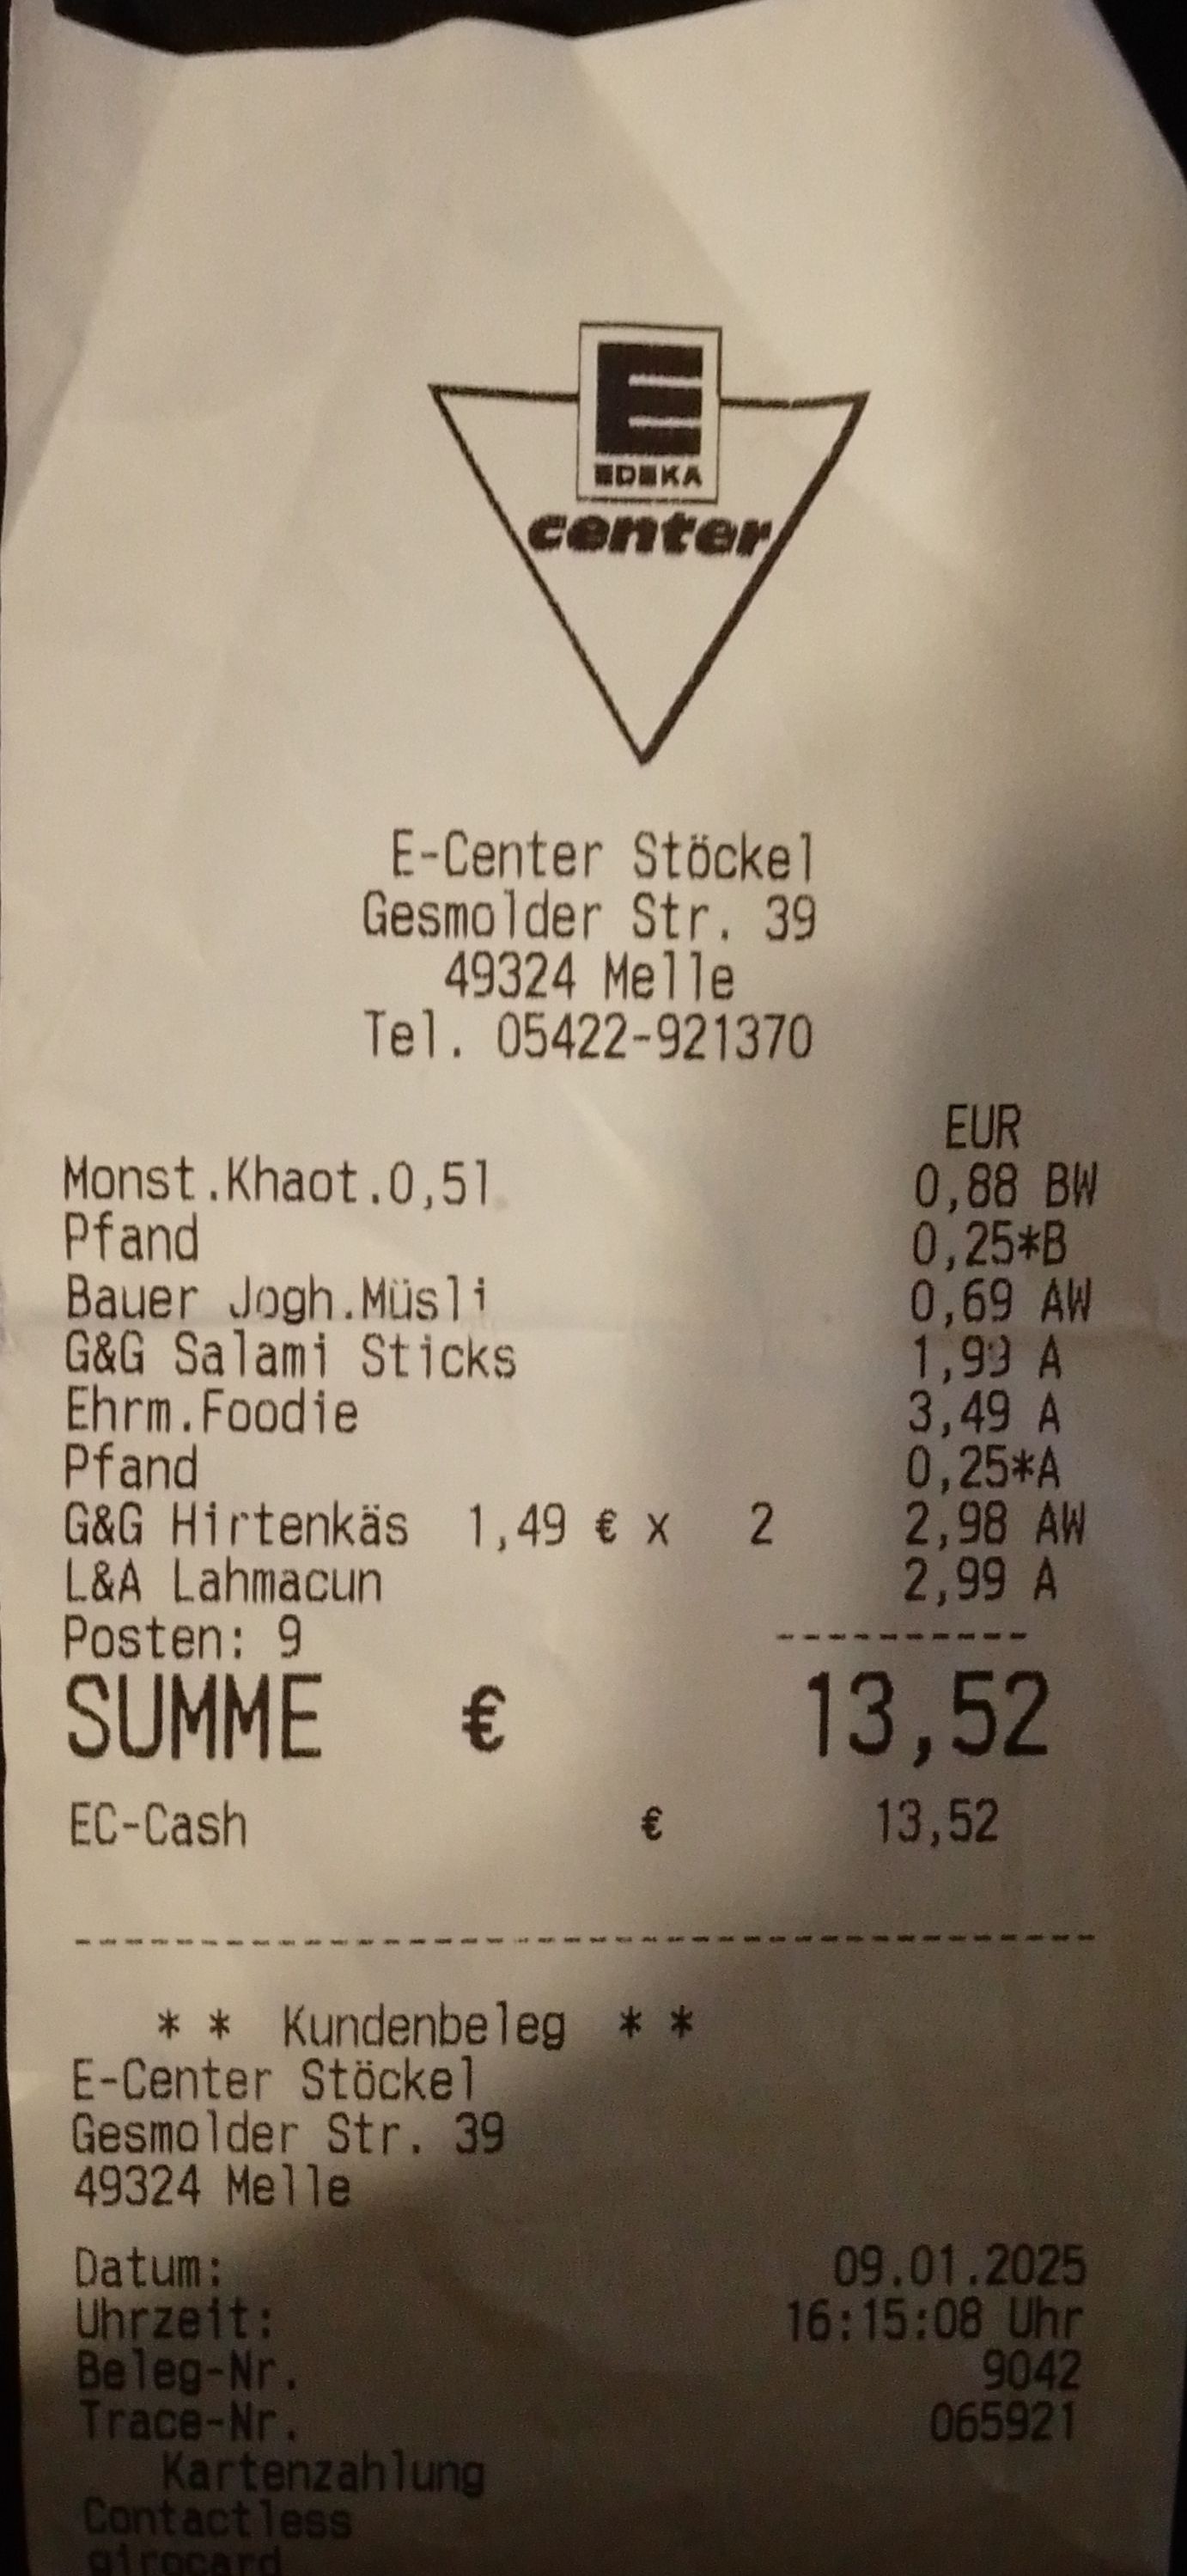 E
EDEKA
center
E-Center Stöckel
Gesmolder Str. 39
49324 Melle
Tel. 05422-921370
EUR
Monst.Khaot.0,5l 0,88 BW
Pfand 0,25*B
Bauer Jogh.Müsli 0,69 AW
G&G Salami Sticks 1,99 A
Ehrm.Foodie 3,49 A
Pfand 0,25*A
G&G Hirtenkäs 1,49 € x 2 2,98 AW
L&A Lahmacun 2,99 A
Posten: 9 ----------
SUMME € 13,52
EC-Cash € 13,52
* * Kundenbeleg * *
E-Center Stöckel
Gesmolder Str. 39
49324 Melle
Datum: 09.01.2025
Uhrzeit: 16:15:08 Uhr
Beleg-Nr. 9042
Trace-Nr. 065921
Kartenzahlung
Contactless
girocard